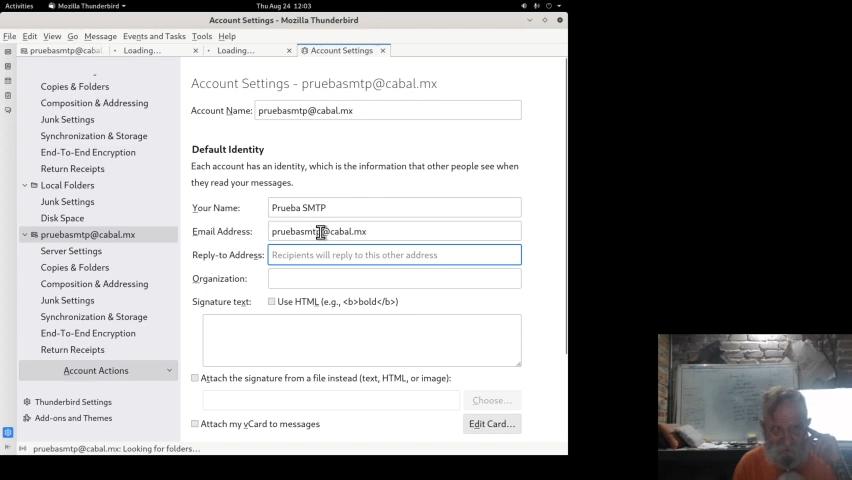 Activities
Mozilla Thunderbird
Thu Aug 24 12:03
Account Settings - Mozilla Thunderbird
File Edit View Go Message Events and Tasks Tools Help
pruebasmtp@cabal.
Loading...
Loading...
Account Settings
Copies & Folders
Composition & Addressing
Junk Settings
Synchronization & Storage
End-To-End Encryption
Return Receipts
Local Folders
Junk Settings
Disk Space
pruebasmtp@cabal.mx
Server Settings
Copies & Folders
Composition & Addressing
Junk Settings
Synchronization & Storage
End-To-End Encryption
Return Receipts
Account Actions
Thunderbird Settings
Add-ons and Themes
Account Settings - pruebasmtp@cabal.mx
Account Name: pruebasmtp@cabal.mx
Default Identity
Each account has an identity, which is the information that other people see when
they read your messages.
Your Name: Prueba SMTP
Email Address: pruebasmtp@cabal.mx
Reply-to Address: Recipients will reply to this other address
Organization:
Signature text: Use HTML (e.g., <b>bold</b>)
Attach the signature from a file instead (text, HTML, or image):
Choose...
Attach my vCard to messages
Edit Card...
pruebasmtp@cabal.mx: Looking for folders...